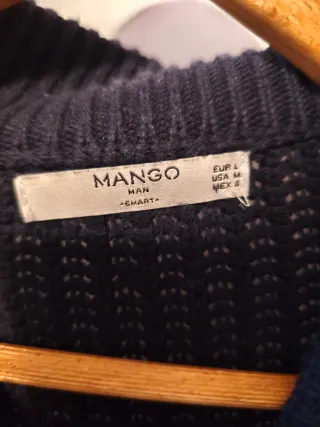 MANGO
MAN
-SMART-
EUR L
USA M
MEX G